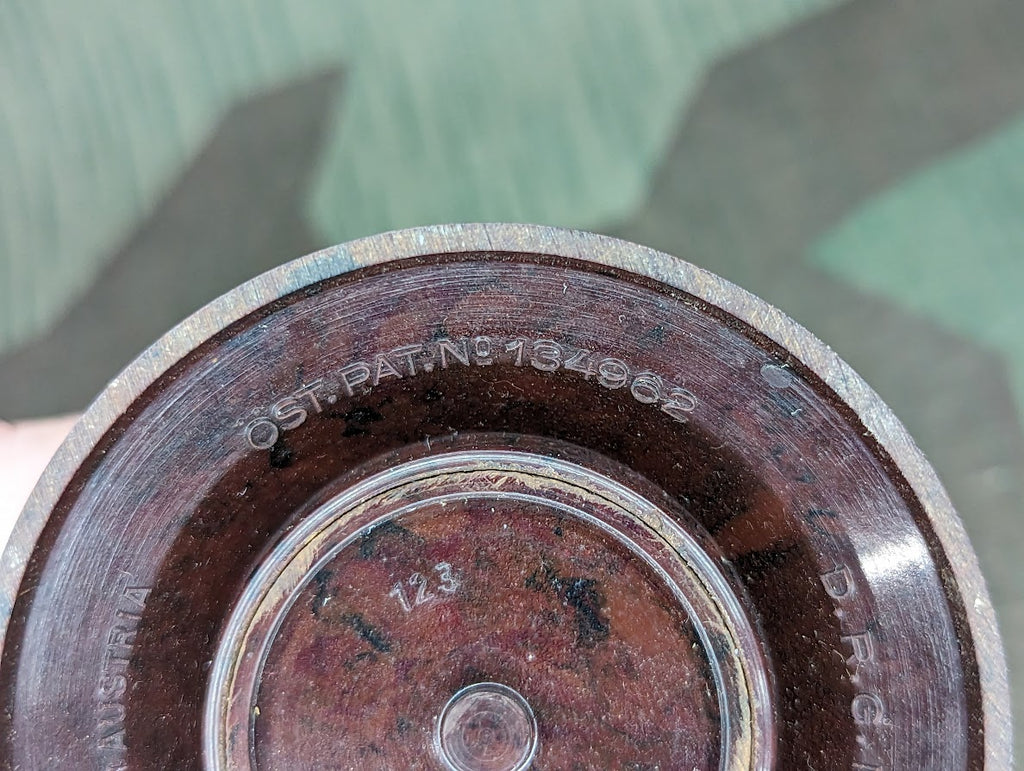 ÖST. PAT. Nº 134962
123
AUSTRIA
D.R.G.